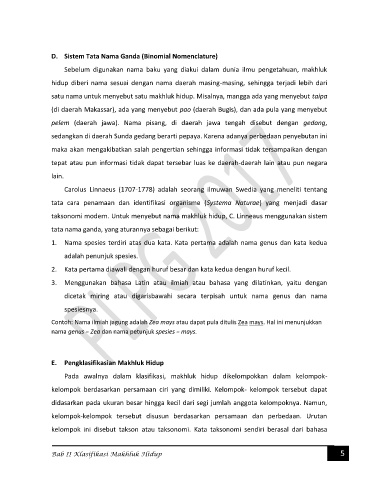 D. Sistem Tata Nama Ganda (Binomial Nomenclature)
Sebelum digunakan nama baku yang diakui dalam dunia ilmu pengetahuan, makhluk
hidup diberi nama sesuai dengan nama daerah masing-masing, sehingga terjadi lebih dari
satu nama untuk menyebut satu makhluk hidup. Misalnya, mangga ada yang menyebut taipa
(di daerah Makassar), ada yang menyebut pao (daerah Bugis), dan ada pula yang menyebut
pelem (daerah jawa). Nama pisang, di daerah jawa tengah disebut dengan gedang,
sedangkan di daerah Sunda gedang berarti pepaya. Karena adanya perbedaan penyebutan ini
maka akan mengakibatkan salah pengertian sehingga informasi tidak tersampaikan dengan
tepat atau pun informasi tidak dapat tersebar luas ke daerah-daerah lain atau pun negara
lain.
Carolus Linnaeus (1707-1778) adalah seorang ilmuwan Swedia yang meneliti tentang
tata cara penamaan dan identifikasi organisme (Systema Naturae) yang menjadi dasar
taksonomi modern. Untuk menyebut nama makhluk hidup, C. Linneaus menggunakan sistem
tata nama ganda, yang aturannya sebagai berikut:
1. Nama spesies terdiri atas dua kata. Kata pertama adalah nama genus dan kata kedua
adalah penunjuk spesies.
2. Kata pertama diawali dengan huruf besar dan kata kedua dengan huruf kecil.
3. Menggunakan bahasa Latin atau ilmiah atau bahasa yang dilatinkan, yaitu dengan
dicetak miring atau digarisbawahi secara terpisah untuk nama genus dan nama
spesiesnya.
Contoh: Nama ilmiah jagung adalah Zea mays atau dapat pula ditulis Zea mays. Hal ini menunjukkan
nama genus – Zea dan nama petunjuk spesies – mays.
E. Pengklasifikasian Makhluk Hidup
Pada awalnya dalam klasifikasi, makhluk hidup dikelompokkan dalam kelompok-
kelompok berdasarkan persamaan ciri yang dimiliki. Kelompok- kelompok tersebut dapat
didasarkan pada ukuran besar hingga kecil dari segi jumlah anggota kelompoknya. Namun,
kelompok-kelompok tersebut disusun berdasarkan persamaan dan perbedaan. Urutan
kelompok ini disebut takson atau taksonomi. Kata taksonomi sendiri berasal dari bahasa
Bab II Klasifikasi Makhluk Hidup 5
PLPG 2017